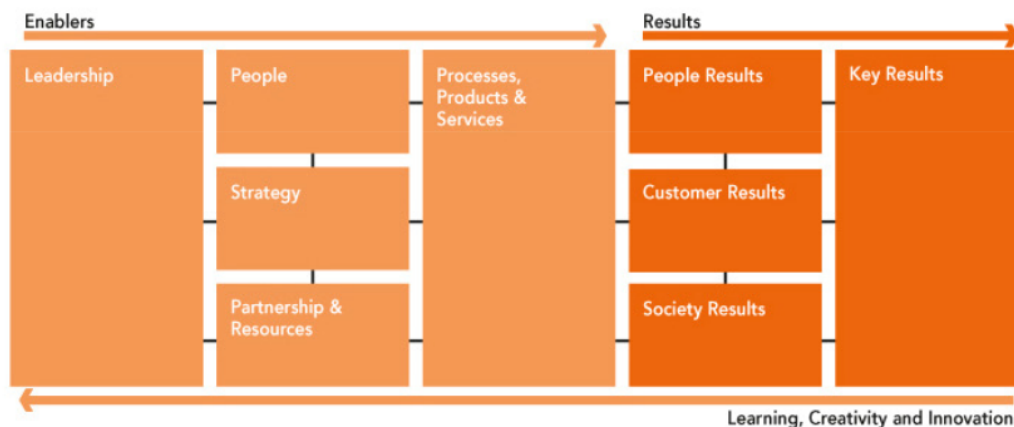 Enablers
Results
Leadership
People
Processes,
Products &
Services
People Results
Key Results
Strategy
Customer Results
Partnership &
Resources
Society Results
Learning, Creativity and Innovation